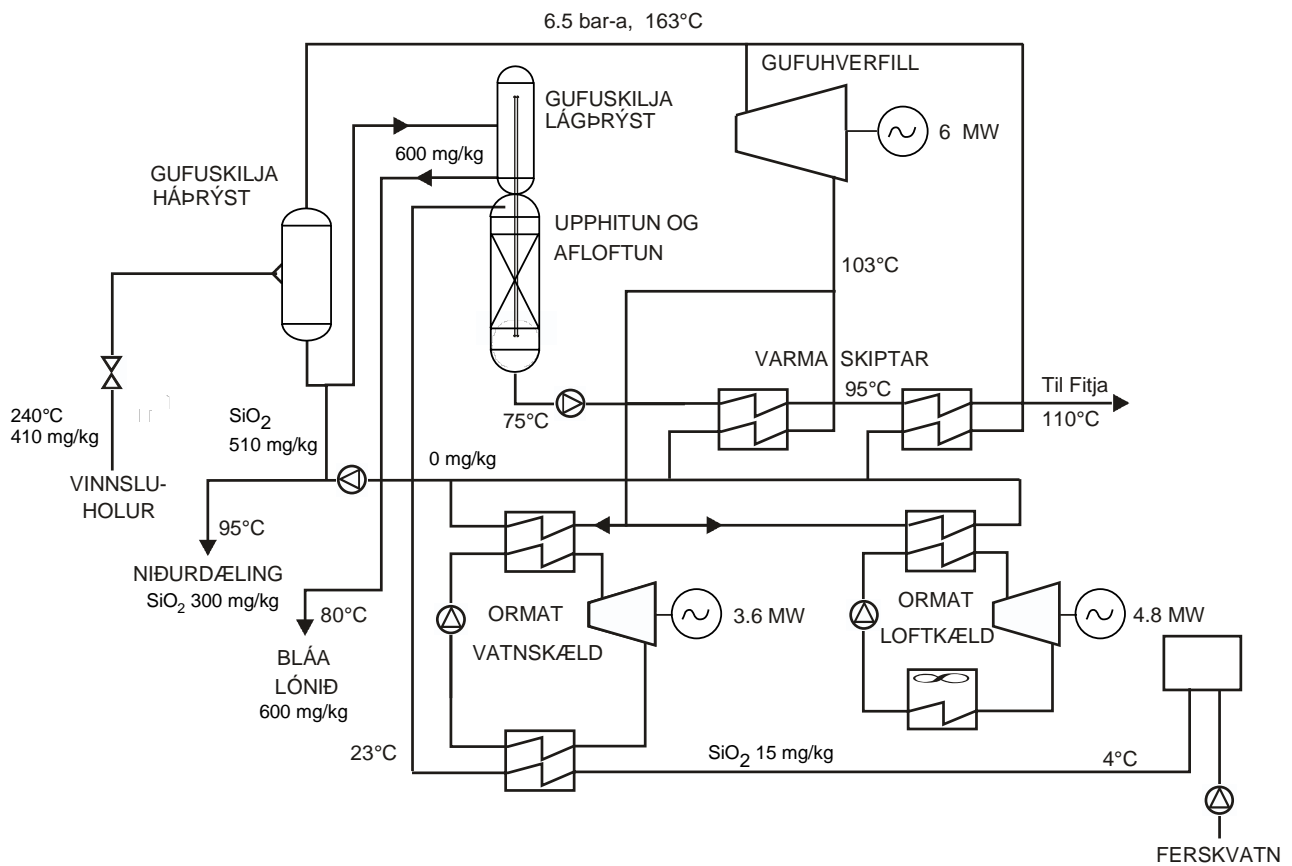 6.5 bar-a, 163°C
GUFUHVERFILL
6 MW
GUFUSKILJA
LÁGÞRÝST
600 mg/kg
GUFUSKILJA
HÁÞRÝST
UPPHITUN OG
AFLOFTUN
103°C
VARMA SKIPTAR
95°C
Til Fitja
110°C
75°C
240°C
410 mg/kg
SiO2
510 mg/kg
0 mg/kg
VINNSLU-
HOLUR
95°C
NIÐURDÆLING
SiO2 300 mg/kg
80°C
BLÁA
LÓNIÐ
600 mg/kg
ORMAT
VATNSKÆLD
3.6 MW
ORMAT
LOFTKÆLD
4.8 MW
23°C
SiO2 15 mg/kg
4°C
FERSKVATN